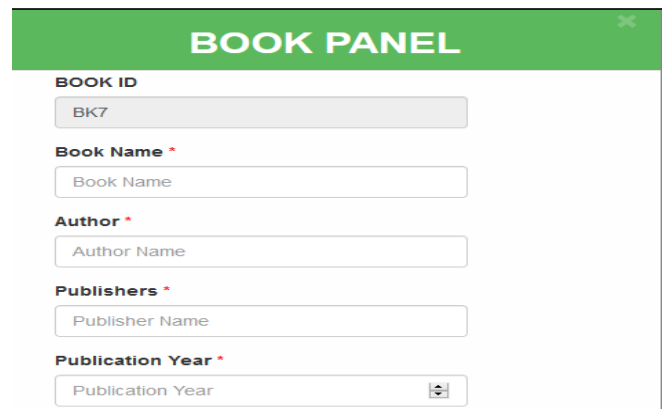 BOOK PANEL
BOOK ID
BK7
Book Name *
Book Name
Author *
Author Name
Publishers *
Publisher Name
Publication Year *
Publication Year